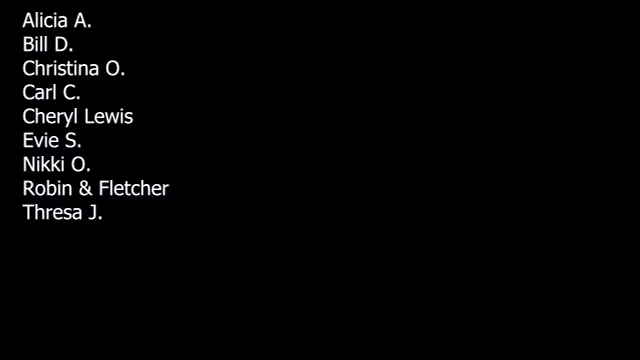 Alicia A.
Bill D.
Christina O.
Carl C.
Cheryl Lewis
Evie S.
Nikki O.
Robin & Fletcher
Thresa J.